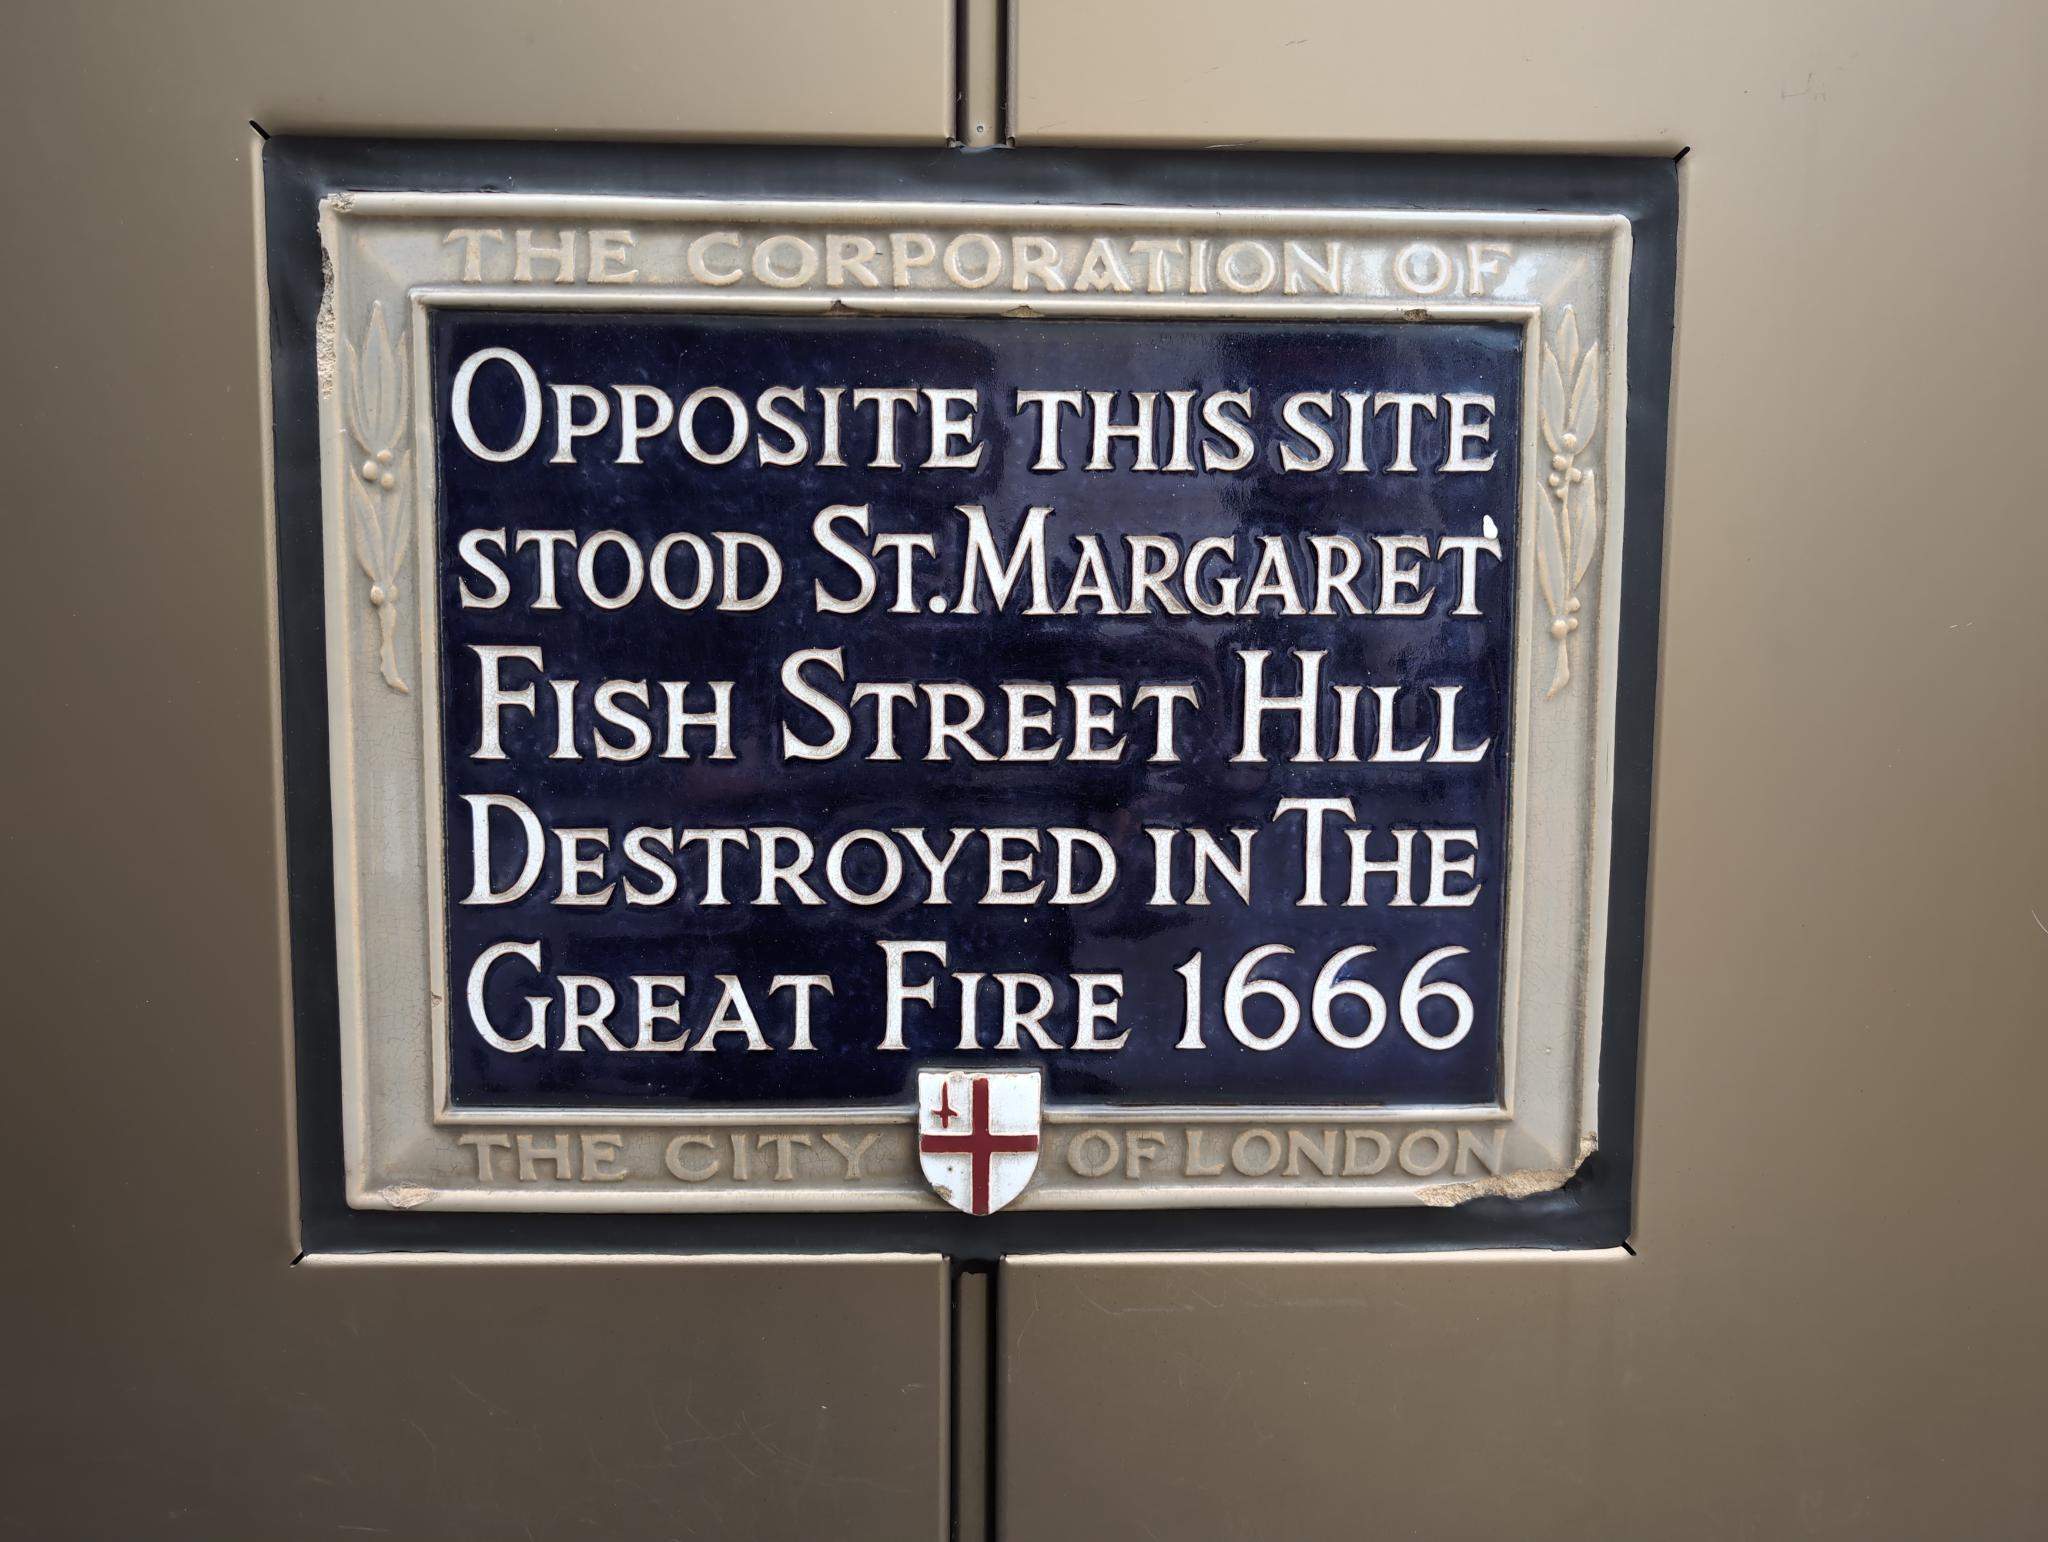 THE CORPORATION OF
OPPOSITE THIS SITE
STOOD ST. MARGARET
FISH STREET HILL
DESTROYED IN THE
GREAT FIRE 1666
THE CITY OF LONDON